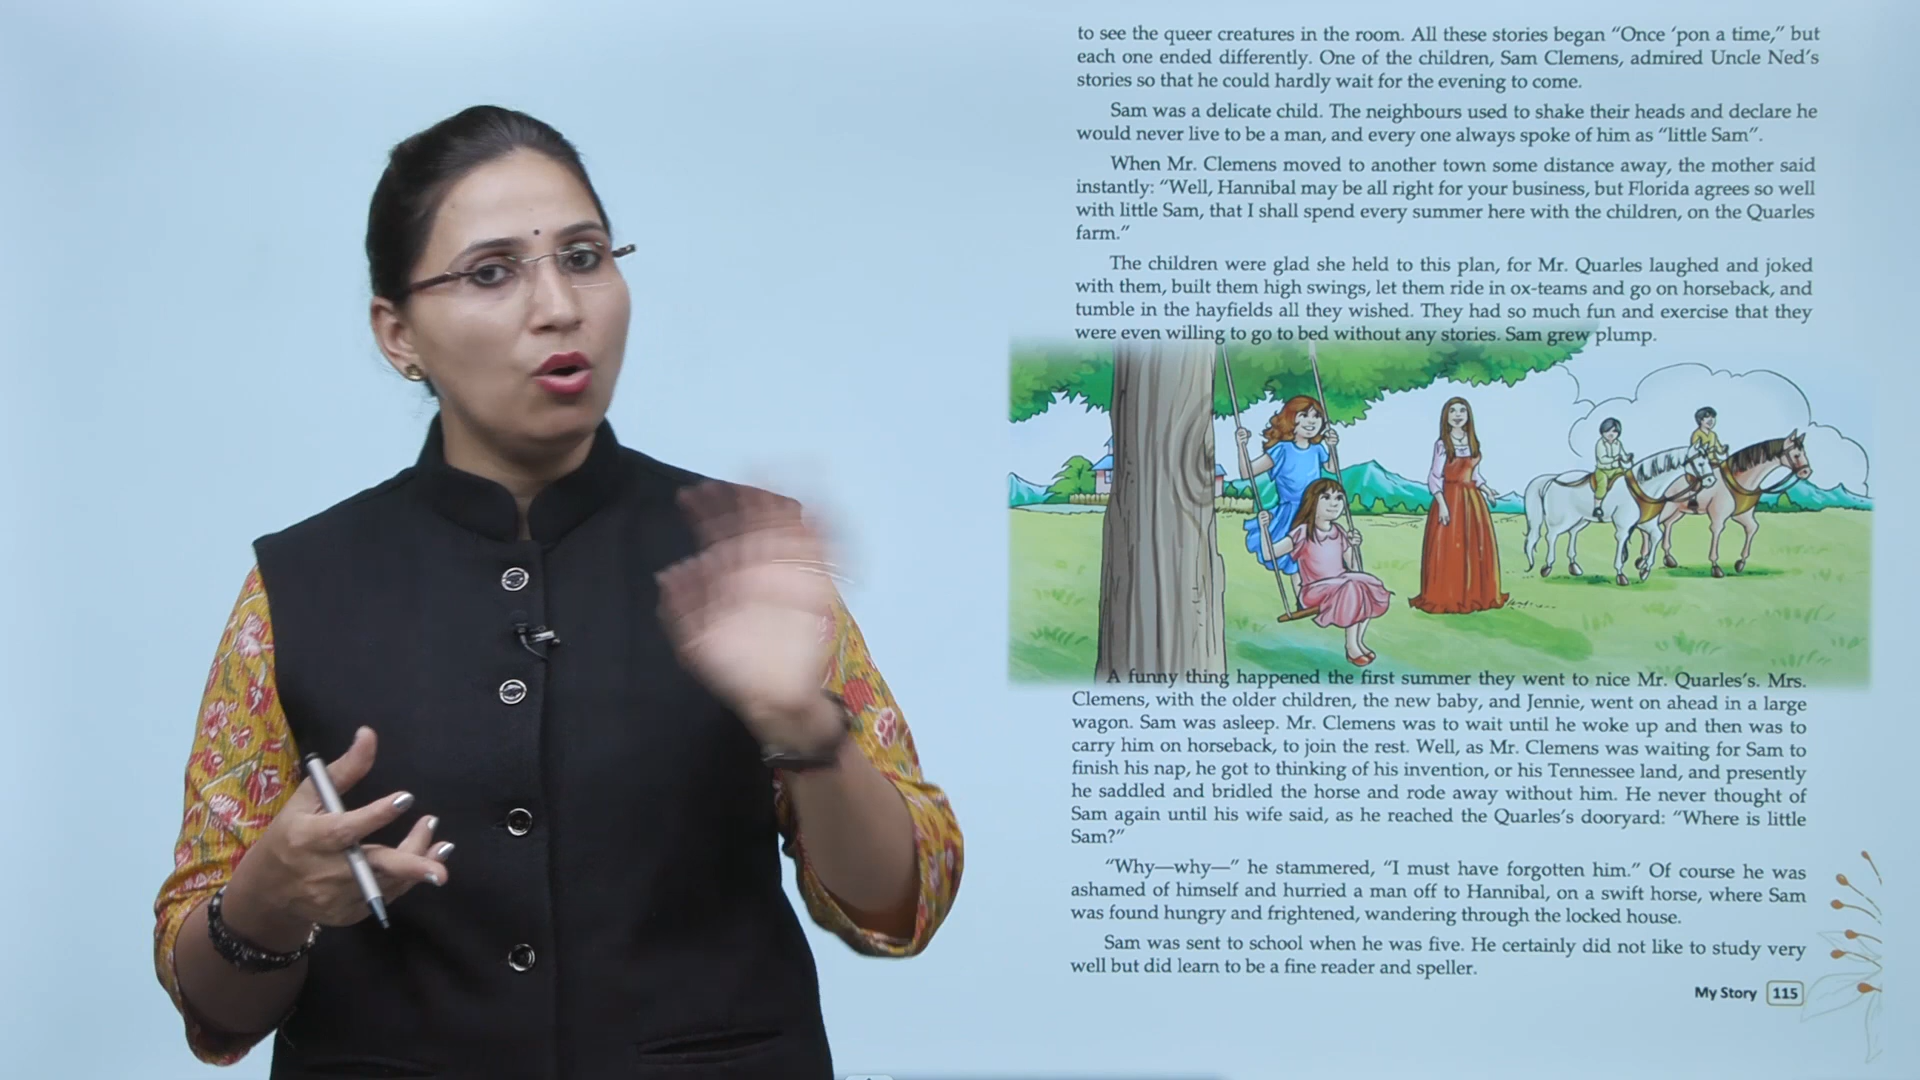 to see the queer creatures in the room. All these stories began “Once ‘pon a time,” but
each one ended differently. One of the children, Sam Clemens, admired Uncle Ned’s
stories so that he could hardly wait for the evening to come.
Sam was a delicate child. The neighbours used to shake their heads and declare he
would never live to be a man, and every one always spoke of him as “little Sam”.
When Mr. Clemens moved to another town some distance away, the mother said
instantly: “Well, Hannibal may be all right for your business, but Florida agrees so well
with little Sam, that I shall spend every summer here with the children, on the Quarles
farm.”
The children were glad she held to this plan, for Mr. Quarles laughed and joked
with them, built them high swings, let them ride in ox-teams and go on horseback, and
tumble in the hayfields all they wished. They had so much fun and exercise that they
were even willing to go to bed without any stories. Sam grew plump.
A funny thing happened the first summer they went to nice Mr. Quarles’s. Mrs.
Clemens, with the older children, the new baby, and Jennie, went on ahead in a large
wagon. Sam was asleep. Mr. Clemens was to wait until he woke up and then was to
carry him on horseback, to join the rest. Well, as Mr. Clemens was waiting for Sam to
finish his nap, he got to thinking of his invention, or his Tennessee land, and presently
he saddled and bridled the horse and rode away without him. He never thought of
Sam again until his wife said, as he reached the Quarles’s dooryard: “Where is little
Sam?”
“Why—why—” he stammered, “I must have forgotten him.” Of course he was
ashamed of himself and hurried a man off to Hannibal, on a swift horse, where Sam
was found hungry and frightened, wandering through the locked house.
Sam was sent to school when he was five. He certainly did not like to study very
well but did learn to be a fine reader and speller.
My Story 115